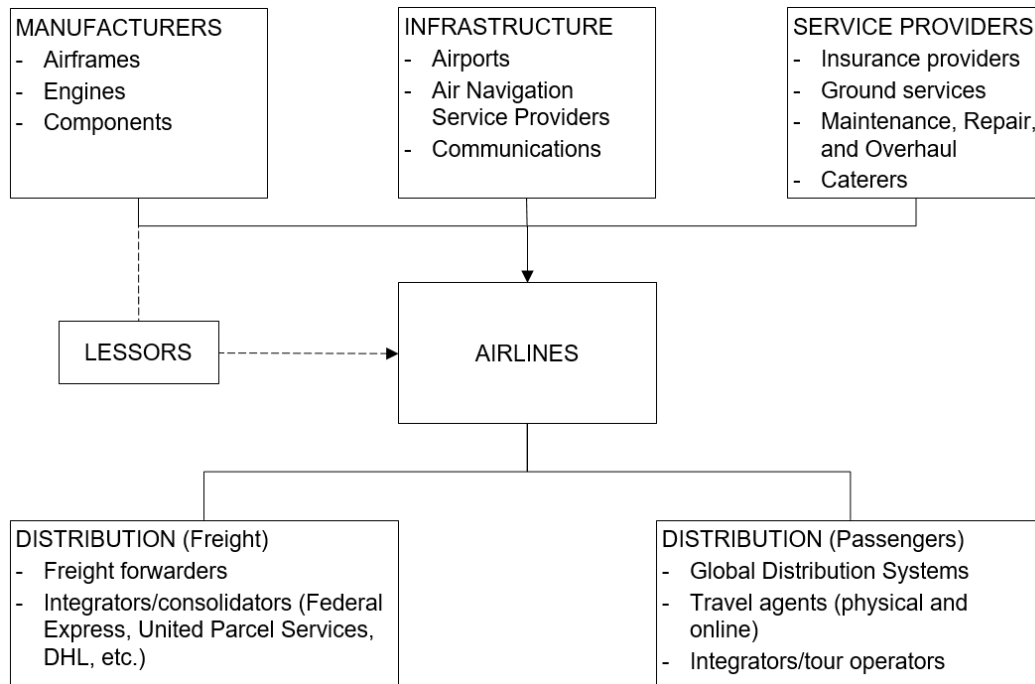 MANUFACTURERS
- Airframes
- Engines
- Components
INFRASTRUCTURE
- Airports
- Air Navigation
Service Providers
- Communications
SERVICE PROVIDERS
- Insurance providers
- Ground services
- Maintenance, Repair,
and Overhaul
- Caterers
LESSORS
AIRLINES
DISTRIBUTION (Freight)
- Freight forwarders
- Integrators/consolidators (Federal
Express, United Parcel Services,
DHL, etc.)
DISTRIBUTION (Passengers)
- Global Distribution Systems
- Travel agents (physical and
online)
- Integrators/tour operators